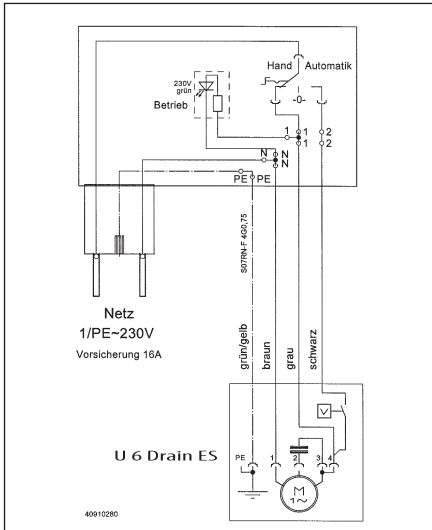 Hand Automatik
-0-
230V
grün
Betrieb
1 1 2
1 2
N N
N
PE PE
S07RN-F 4G0,75
Netz
1/PE~230V
Vorsicherung 16A
grün/gelb
braun
grau
schwarz
U 6 Drain ES
PE 1 2 3 4
M
1~
40910280